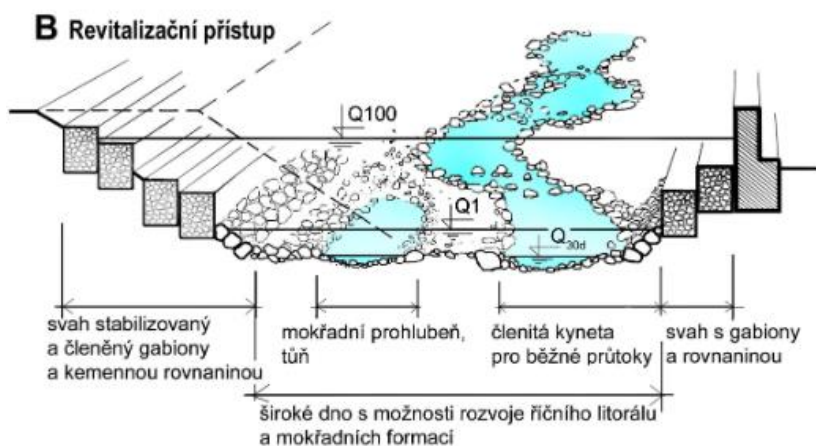 B Revitalizační přístup
Q100
Q1
Q30d
svah stabilizovaný
a členěný gabiony
a kemennou rovnaninou
mokřadní prohlubeň,
tůň
členitá kyneta
pro běžné průtoky
svah s gabiony
a rovnaninou
široké dno s možnosti rozvoje říčního litorálu
a mokřadních formací